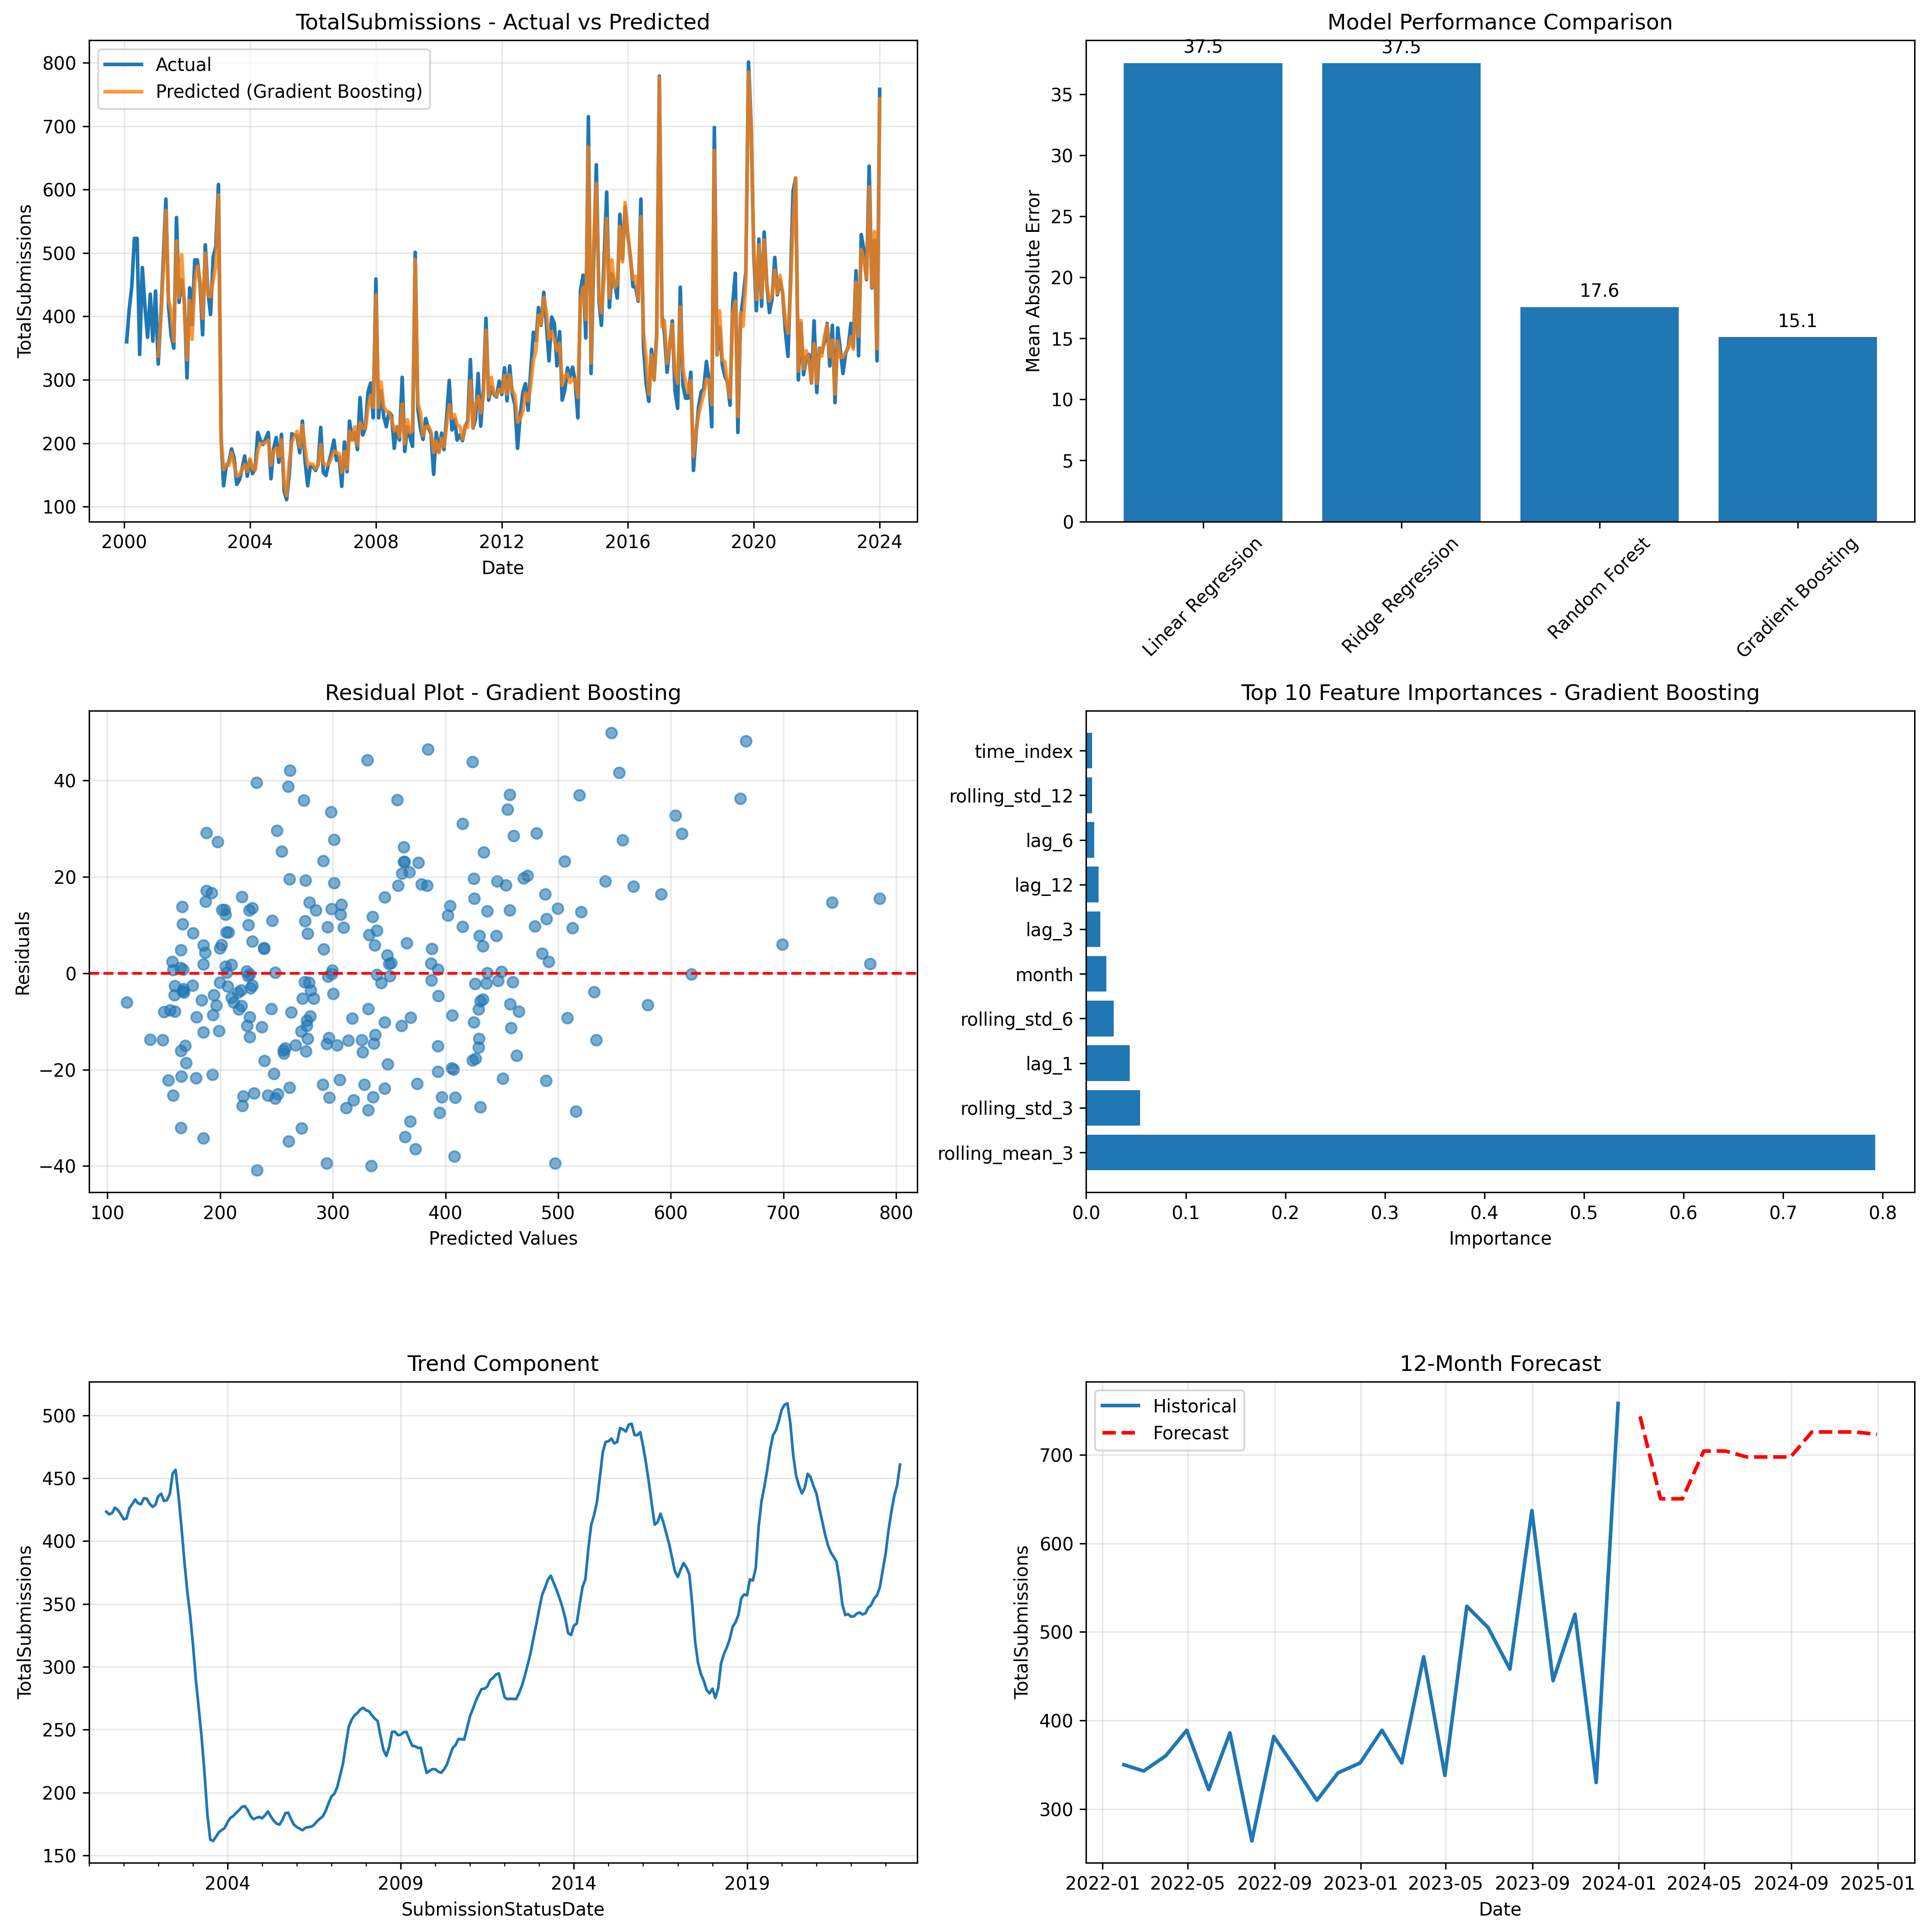 TotalSubmissions - Actual vs Predicted
Actual
Predicted (Gradient Boosting)
TotalSubmissions
800
700
600
500
400
300
200
100
2000 2004 2008 2012 2016 2020 2024
Date
Model Performance Comparison
37.5 37.5 17.6 15.1
Mean Absolute Error
35
30
25
20
15
10
5
0
Linear Regression
Ridge Regression
Random Forest
Gradient Boosting
Residual Plot - Gradient Boosting
Residuals
40
20
0
−20
−40
100 200 300 400 500 600 700 800
Predicted Values
Top 10 Feature Importances - Gradient Boosting
time_index
rolling_std_12
lag_6
lag_12
lag_3
month
rolling_std_6
lag_1
rolling_std_3
rolling_mean_3
0.0 0.1 0.2 0.3 0.4 0.5 0.6 0.7 0.8
Importance
Trend Component
TotalSubmissions
500
450
400
350
300
250
200
150
2004 2009 2014 2019
SubmissionStatusDate
12-Month Forecast
Historical
Forecast
TotalSubmissions
700
600
500
400
300
2022-01 2022-05 2022-09 2023-01 2023-05 2023-09 2024-01 2024-05 2024-09 2025-01
Date